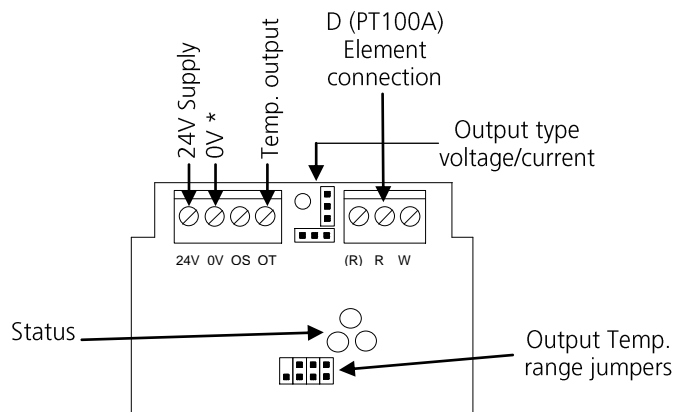 D (PT100A)
Element
connection
24V Supply
0V *
Temp. output
Output type
voltage/current
24V 0V OS OT
(R) R W
Status
Output Temp.
range jumpers